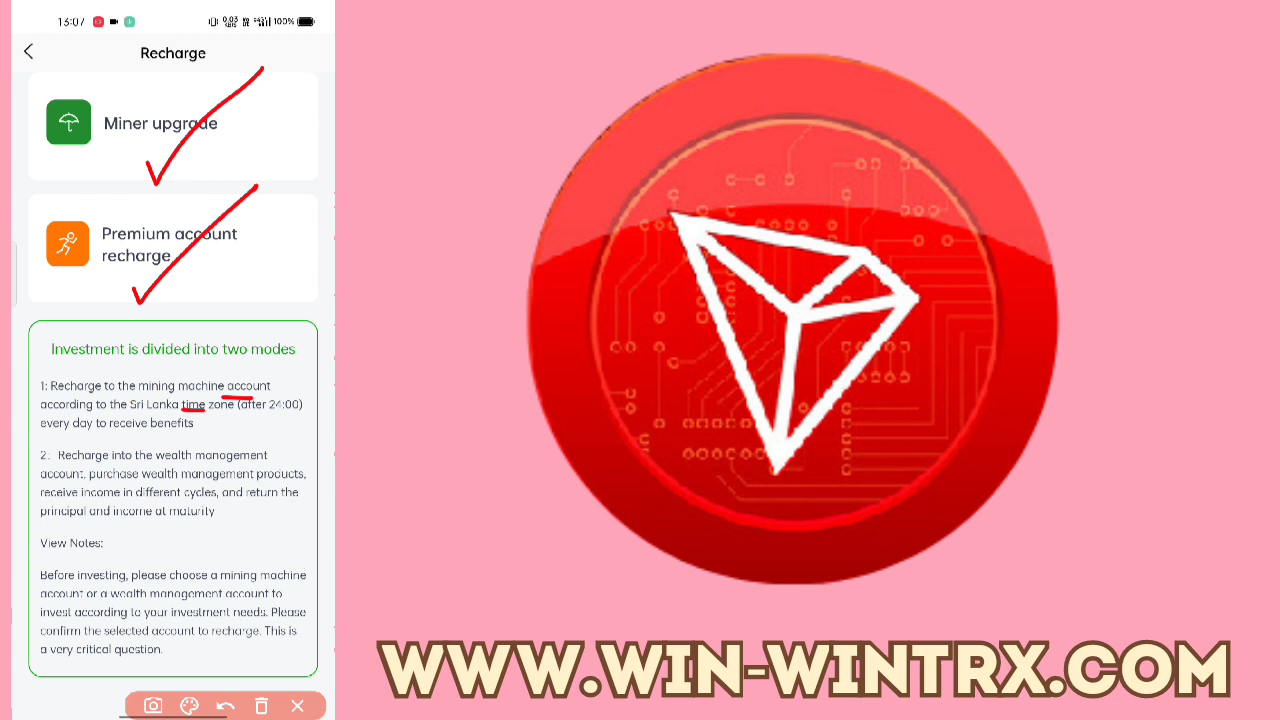 13:07
100%
Recharge
Miner upgrade
Premium account
recharge
Investment is divided into two modes
1: Recharge to the mining machine account
according to the Sri Lanka time zone (after 24:00)
every day to receive benefits
2: Recharge into the wealth management
account, purchase wealth management products,
receive income in different cycles, and return the
principal and income at maturity
View Notes:
Before investing, please choose a mining machine
account or a wealth management account to
invest according to your investment needs. Please
confirm the selected account to recharge. This is
a very critical question.
WWW.WIN-WINTRX.COM